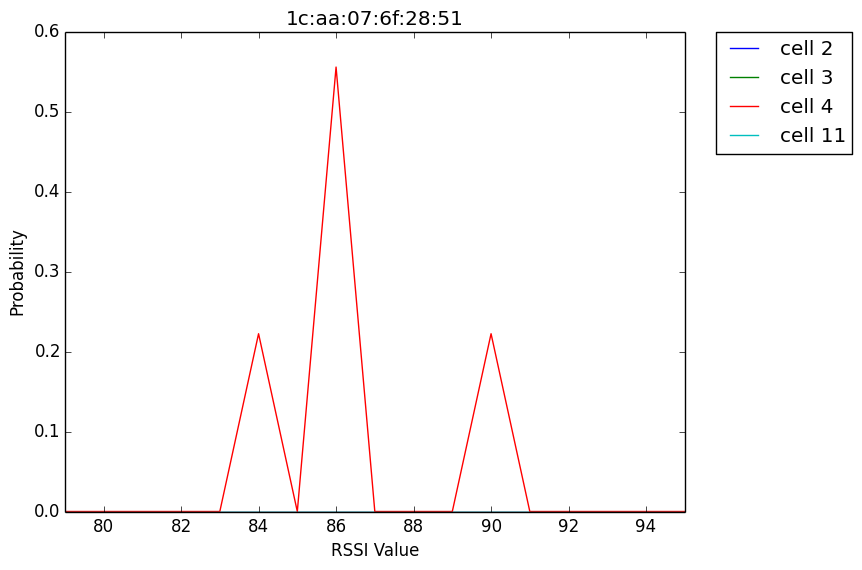 1c:aa:07:6f:28:51
0.6
0.5
0.4
0.3
0.2
0.1
0.0
Probability
80 82 84 86 88 90 92 94
RSSI Value
cell 2
cell 3
cell 4
cell 11